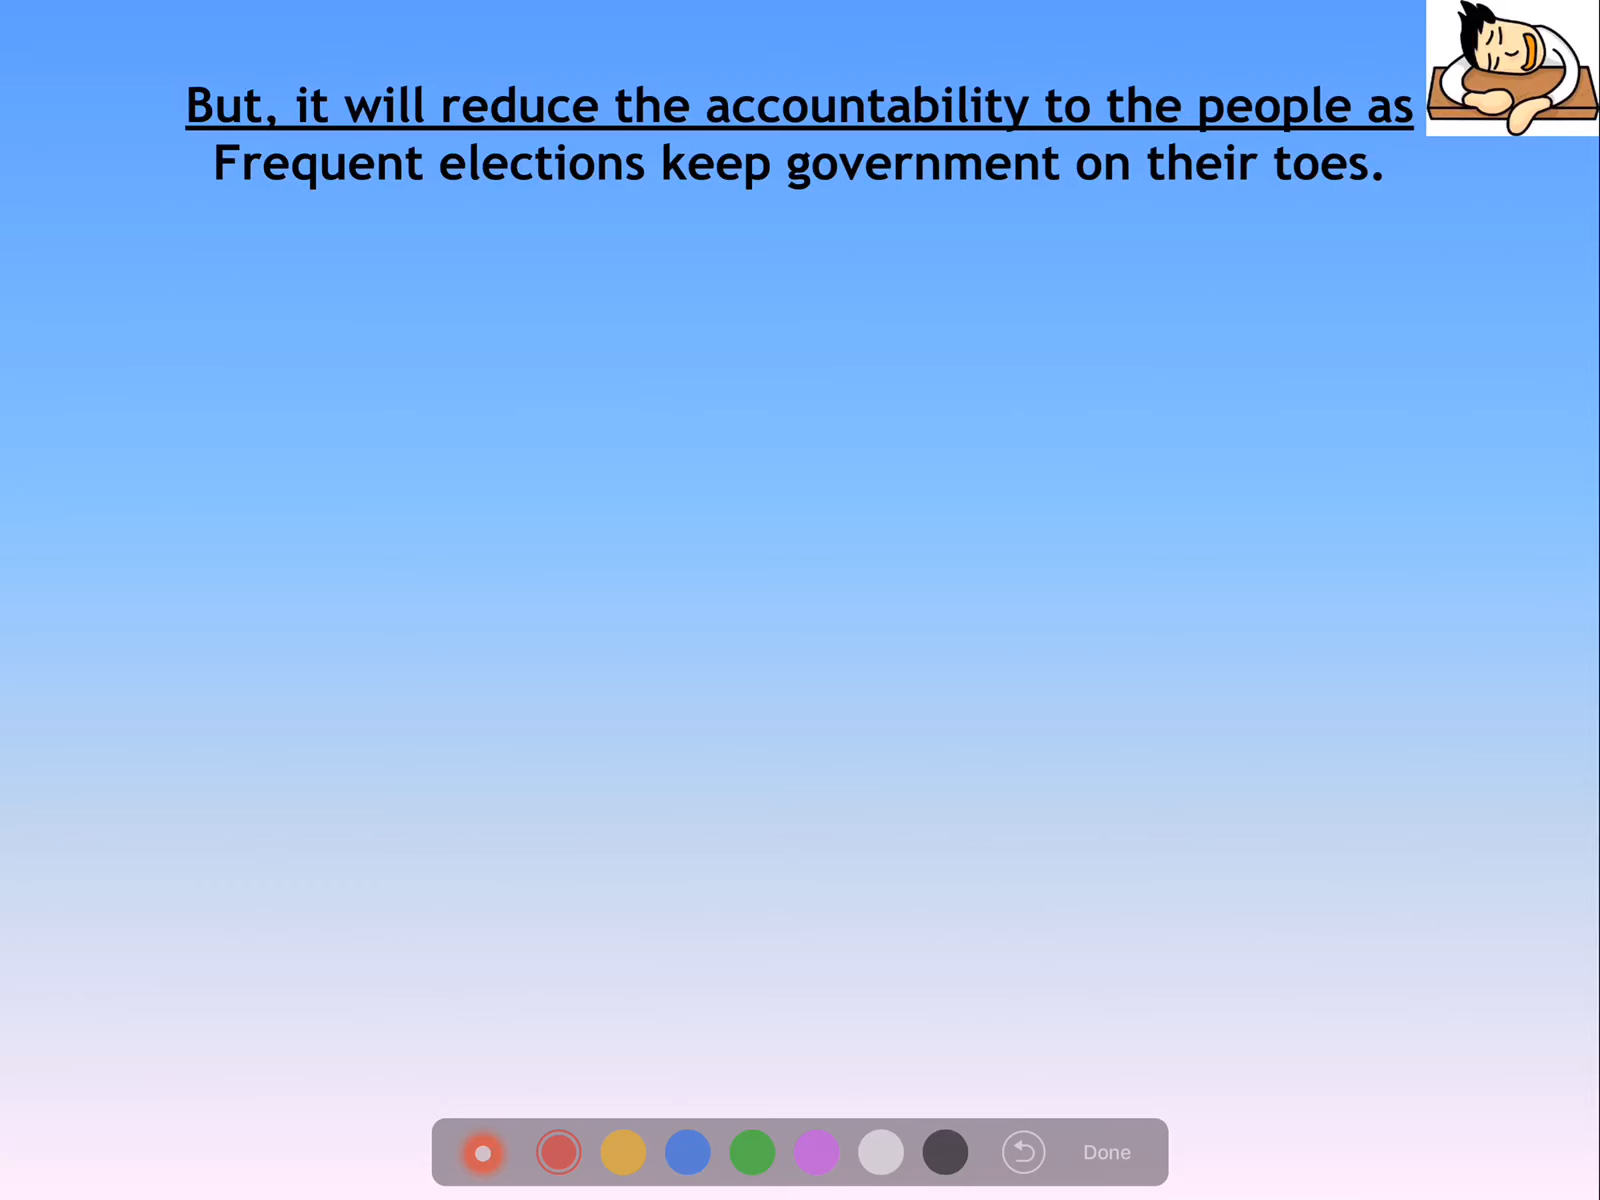 But, it will reduce the accountability to the people as
Frequent elections keep government on their toes.
Done